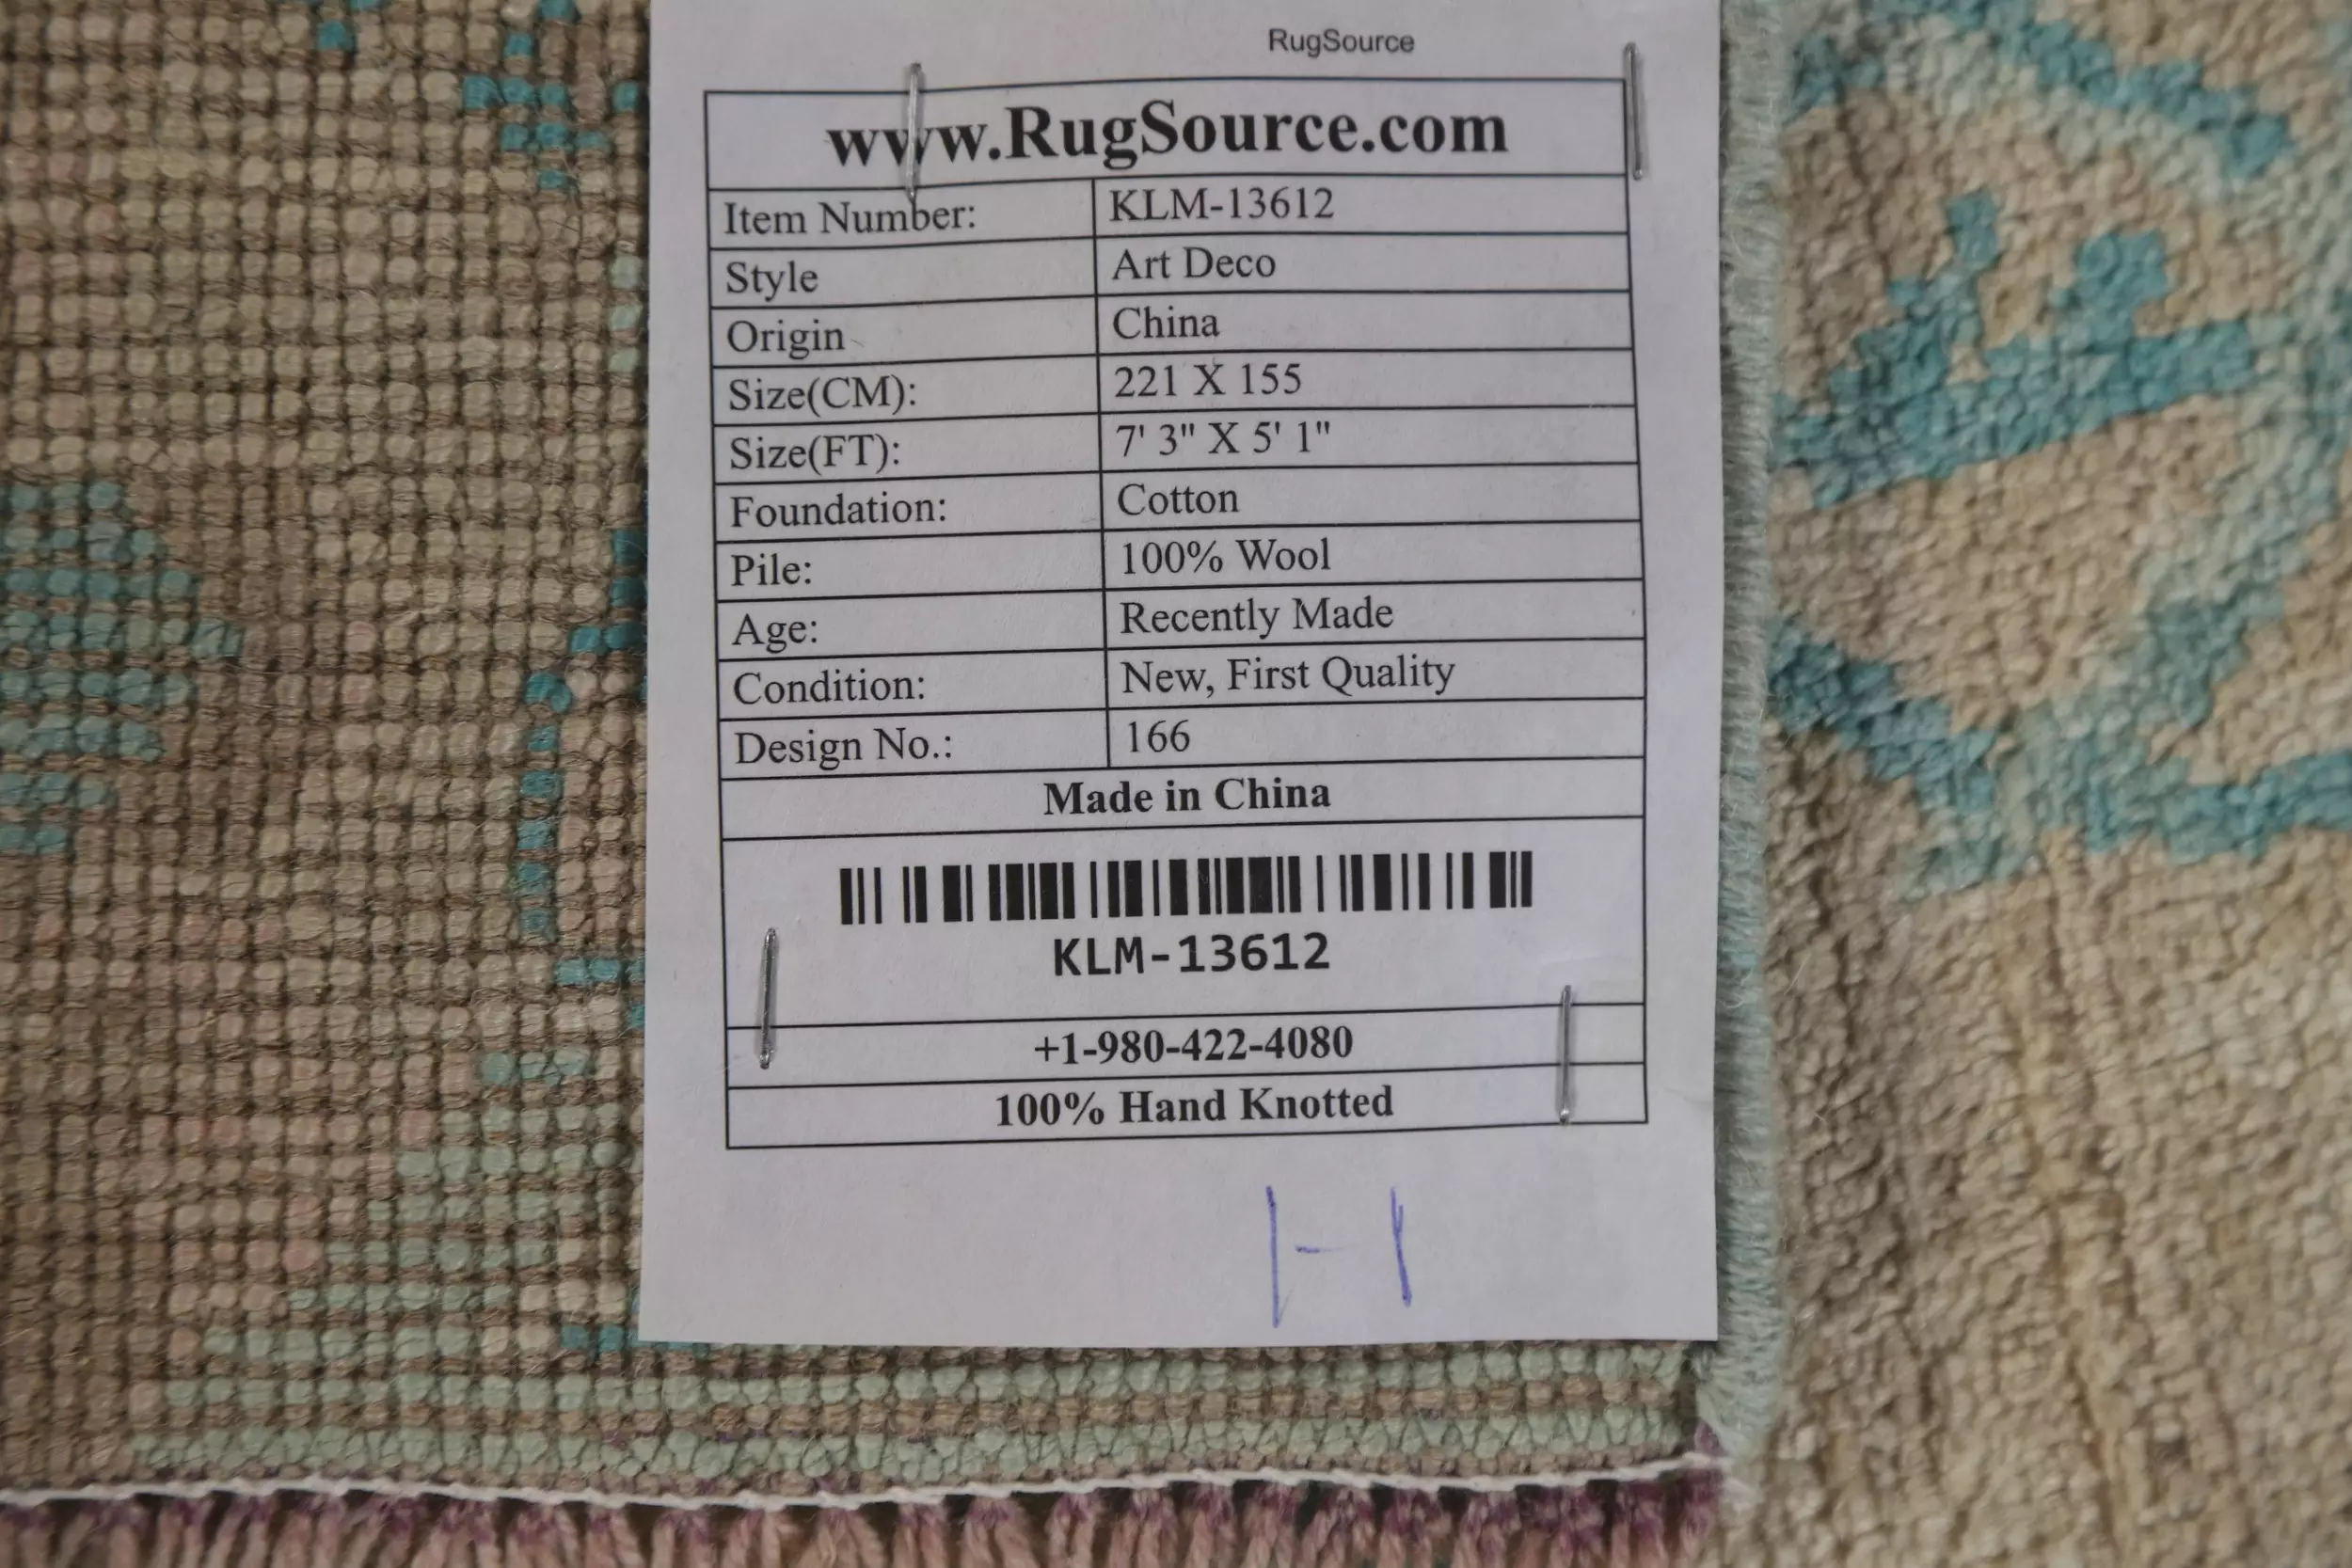 RugSource
www.RugSource.com
Item Number: KLM-13612
Style Art Deco
Origin China
Size(CM): 221 X 155
Size(FT): 7' 3" X 5' 1"
Foundation: Cotton
Pile: 100% Wool
Age: Recently Made
Condition: New, First Quality
Design No.: 166
Made in China
KLM-13612
+1-980-422-4080
100% Hand Knotted
1-1